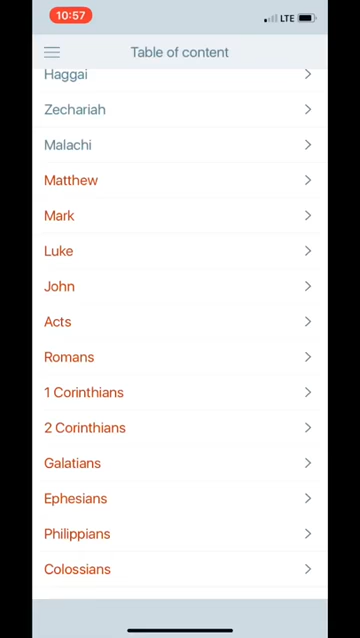 10:57
LTE
Table of content
Haggai
Zechariah
Malachi
Matthew
Mark
Luke
John
Acts
Romans
1 Corinthians
2 Corinthians
Galatians
Ephesians
Philippians
Colossians